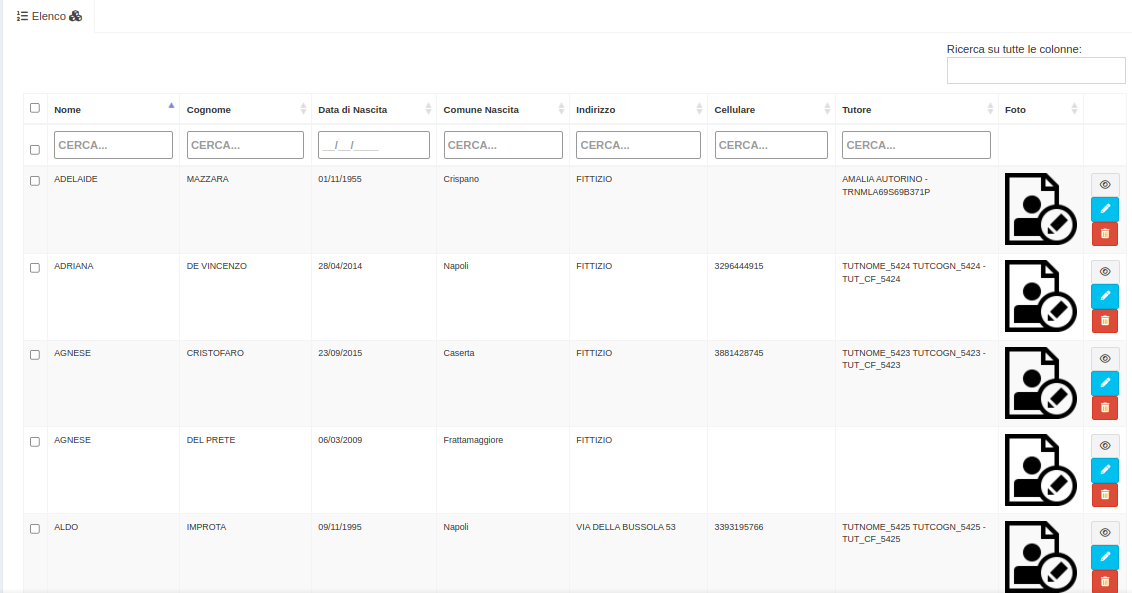 Elenco
Ricerca su tutte le colonne:
Nome Cognome Data di Nascita Comune Nascita Indirizzo Cellulare Tutore Foto
CERCA... CERCA... __/__/____ CERCA... CERCA... CERCA... CERCA...
ADELAIDE MAZZARA 01/11/1955 Crispano FITTIZIO AMALIA AUTORINO -
TRNMLA69S69B371P
ADRIANA DE VINCENZO 28/04/2014 Napoli FITTIZIO 3296444915 TUTNOME_5424 TUTCOGN_5424 -
TUT_CF_5424
AGNESE CRISTOFARO 23/09/2015 Caserta FITTIZIO 3881428745 TUTNOME_5423 TUTCOGN_5423 -
TUT_CF_5423
AGNESE DEL PRETE 06/03/2009 Frattamaggiore FITTIZIO
ALDO IMPROTA 09/11/1995 Napoli VIA DELLA BUSSOLA 53 3393195766 TUTNOME_5425 TUTCOGN_5425 -
TUT_CF_5425